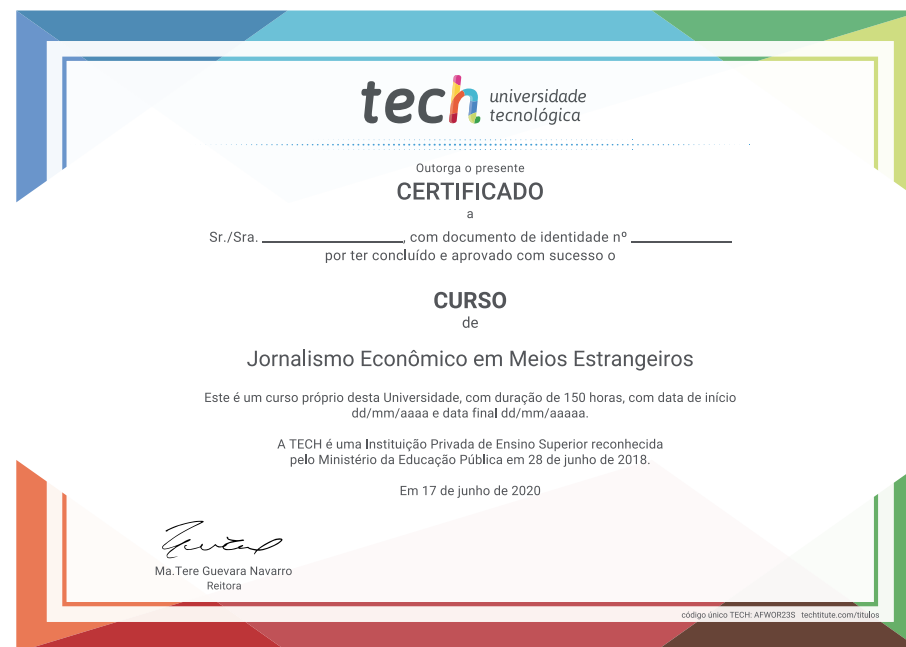 tech universidade
tecnológica
Outorga o presente
CERTIFICADO
a
Sr./Sra. ____________, com documento de identidade nº ____________
por ter concluído e aprovado com sucesso o
CURSO
de
Jornalismo Econômico em Meios Estrangeiros
Este é um curso próprio desta Universidade, com duração de 150 horas, com data de início
dd/mm/aaaa e data final dd/mm/aaaaa.
A TECH é uma Instituição Privada de Ensino Superior reconhecida
pelo Ministério da Educação Pública em 28 de junho de 2018.
Em 17 de junho de 2020
Ma.Tere Guevara Navarro
Reitora
código único TECH: AFWOR23S techtitute.com/titulos